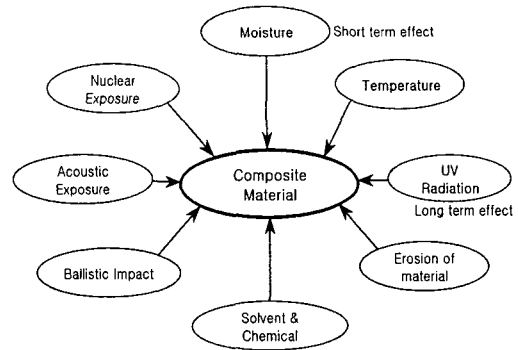 Moisture
Short term effect
Nuclear
Exposure
Temperature
Acoustic
Exposure
Composite
Material
UV
Radiation
Long term effect
Ballistic Impact
Erosion of
material
Solvent &
Chemical